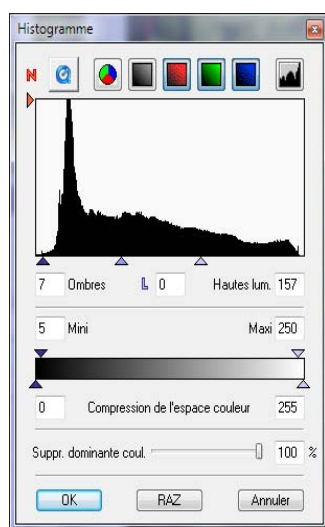 Histogramme
N
7 Ombres L 0 Hautes lum. 157
5 Mini Maxi 250
0 Compression de l'espace couleur 255
Suppr. dominante coul. 100 %
OK RAZ Annuler